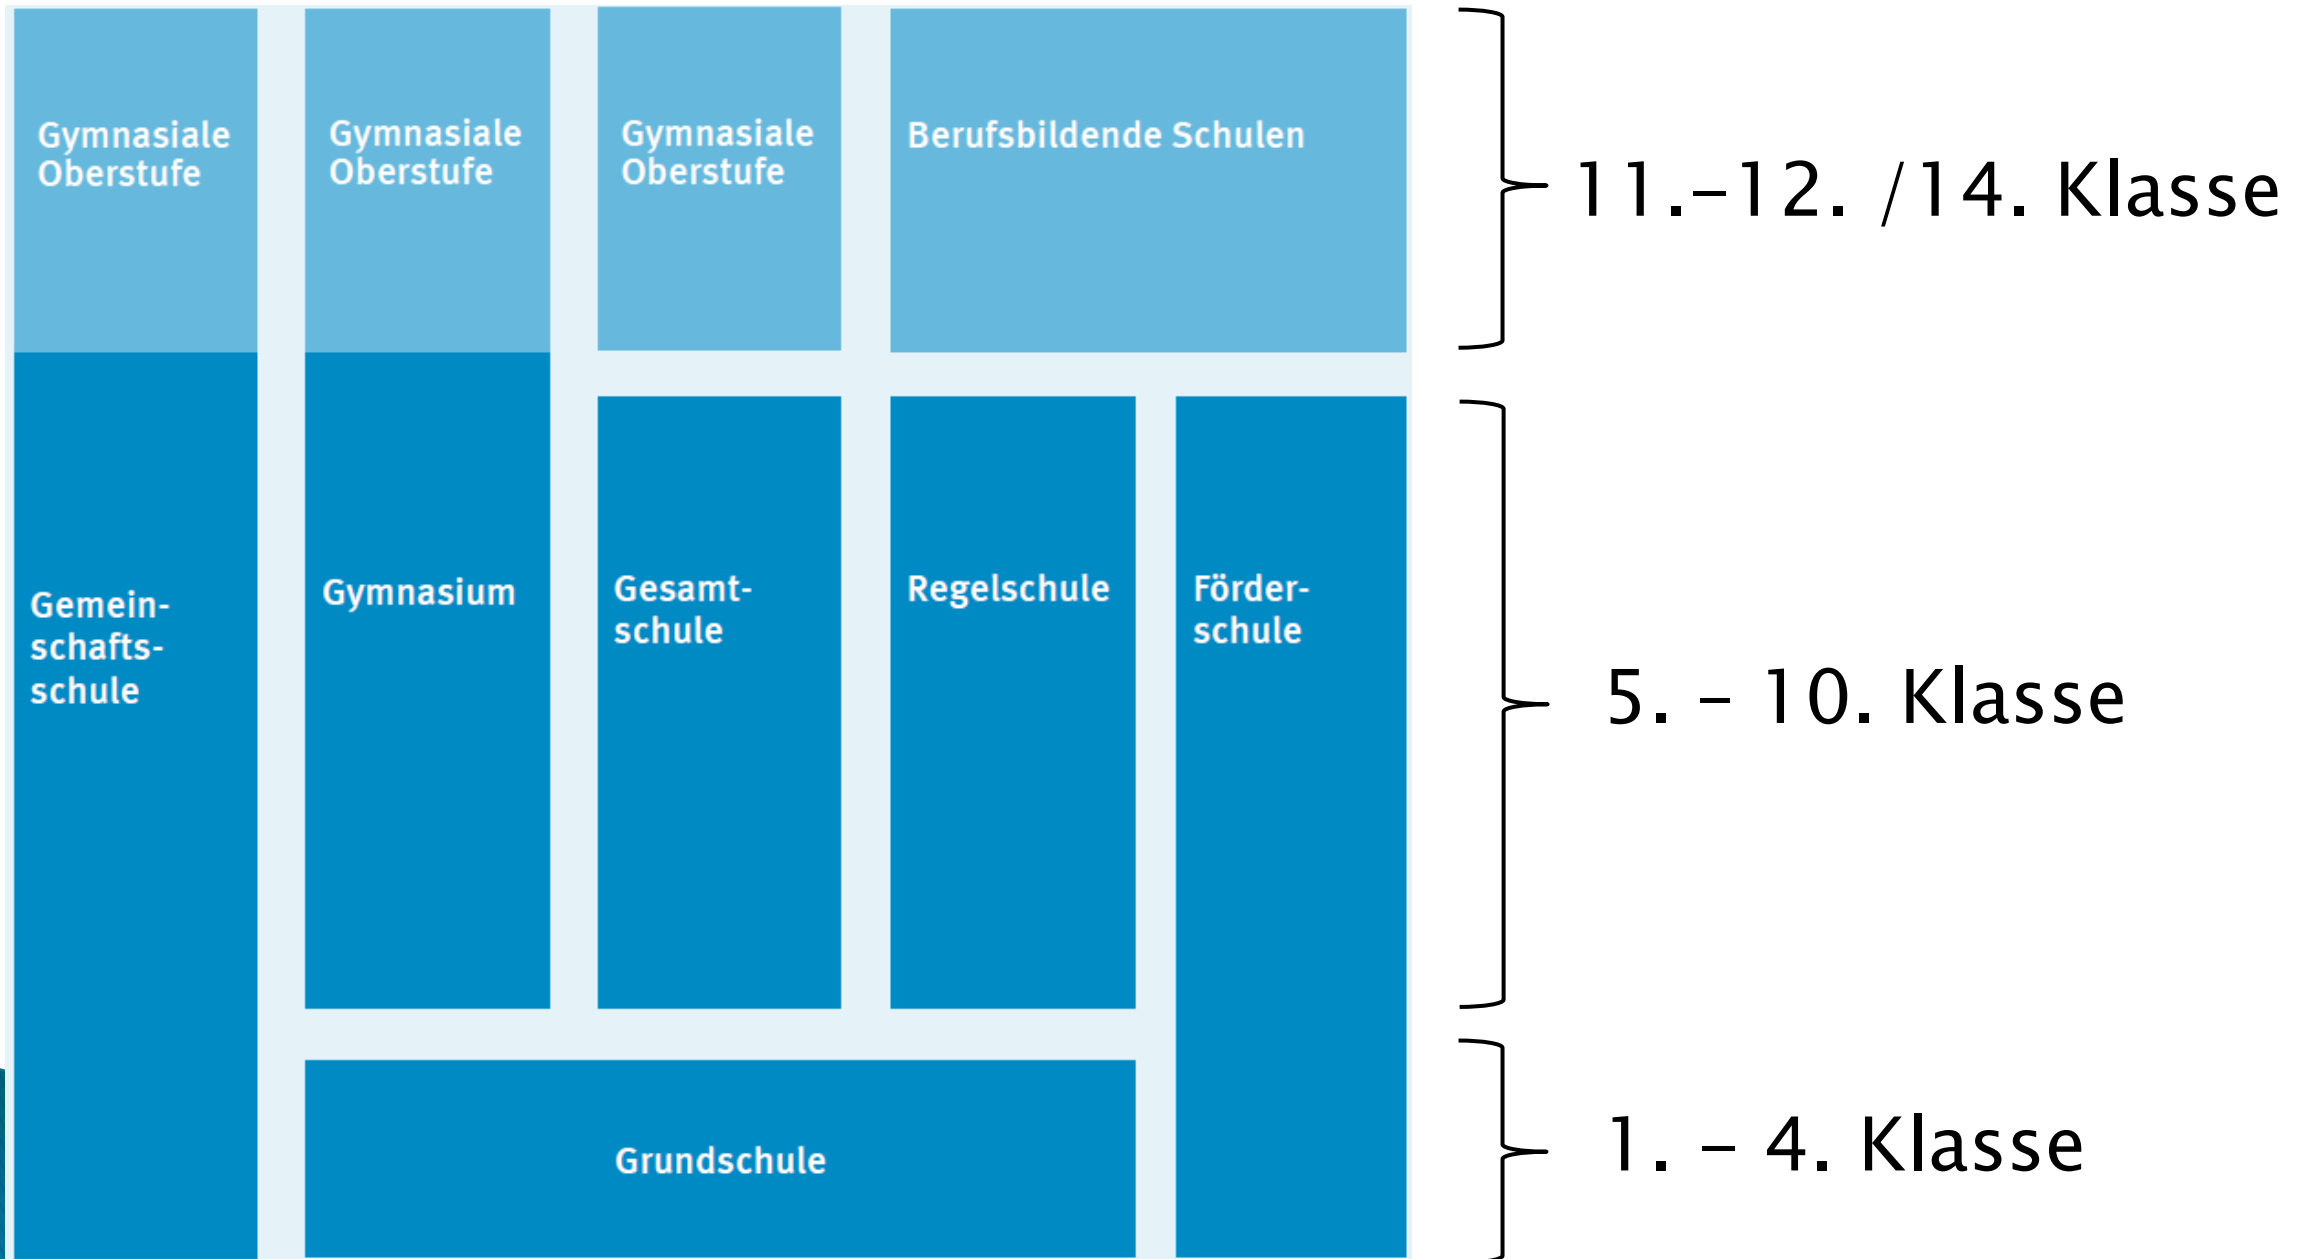 Gymnasiale
Oberstufe
Gymnasiale
Oberstufe
Gymnasiale
Oberstufe
Berufsbildende Schulen
11.–12. /14. Klasse
Gemein-
schafts-
schule
Gymnasium
Gesamt-
schule
Regelschule
Förder-
schule
5. – 10. Klasse
Grundschule
1. – 4. Klasse